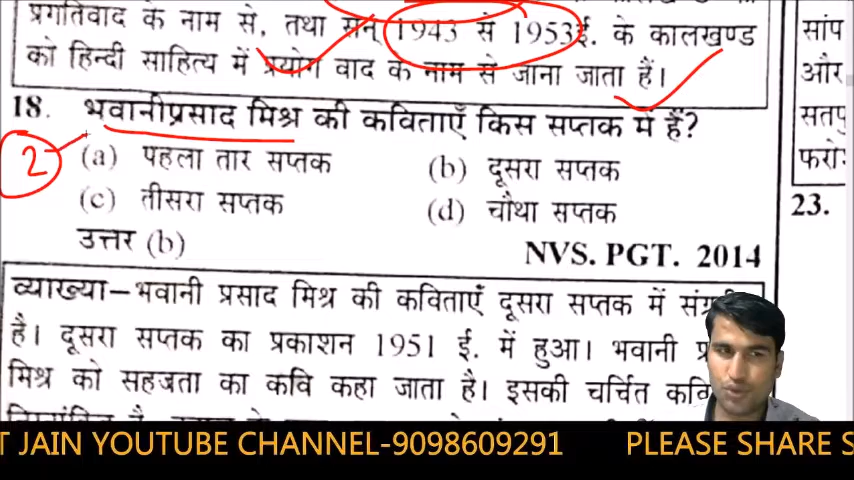 प्रगतिवाद के नाम से, तथा सन् 1943 से 1953ई. के कालखण्ड
को हिन्दी साहित्य में प्रयोग वाद के नाम से जाना जाता हैं।
18. भवानीप्रसाद मिश्र की कविताएँ किस सप्तक में हैं?
2 (a) पहला तार सप्तक (b) दूसरा सप्तक
(c) तीसरा सप्तक (d) चौथा सप्तक
उत्तर (b) NVS. PGT. 2014
व्याख्या–भवानी प्रसाद मिश्र की कविताएँ दूसरा सप्तक में
है। दूसरा सप्तक का प्रकाशन 1951 ई. में हुआ। भवानी
मिश्र को सहजता का कवि कहा जाता है। इसकी चर्चित
सांप
और
सतपु
फरो
23.
T JAIN YOUTUBE CHANNEL-9098609291 PLEASE SHARE S